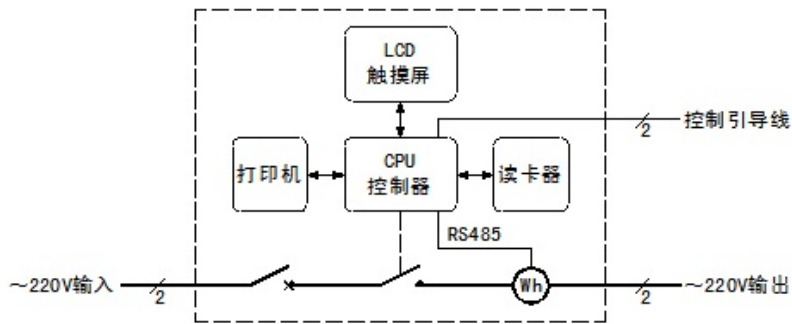 LCD
触摸屏
控制引导线
2
打印机
CPU
控制器
读卡器
RS485
～220V输入
2
Wh
2
～220V输出